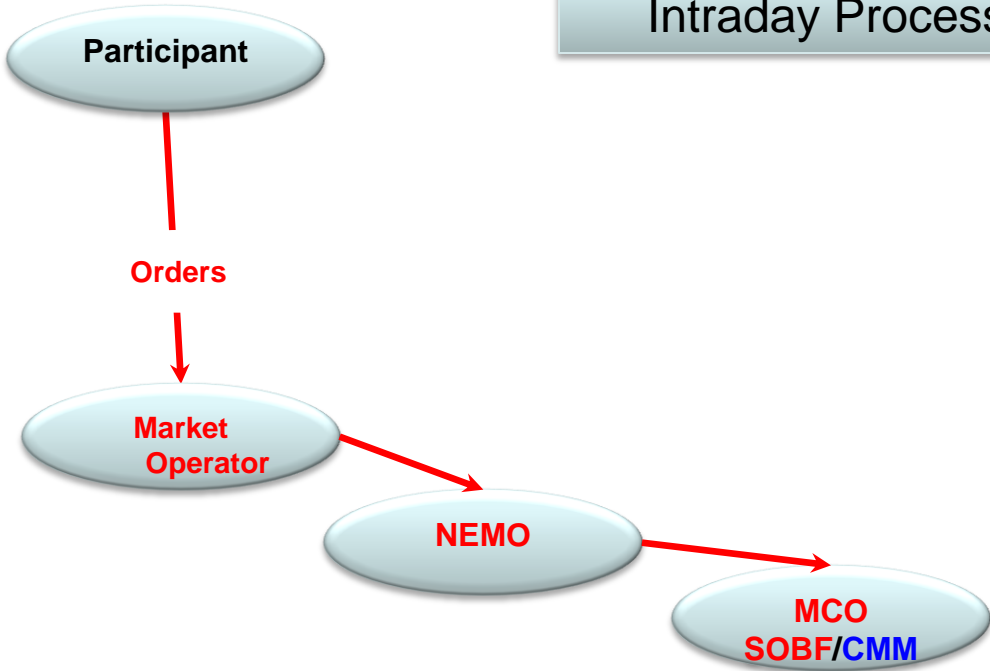 Intraday Process
Participant
Orders
Market
Operator
NEMO
MCO
SOBF/CMM